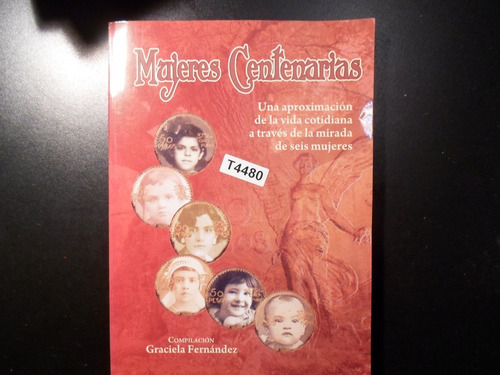 Mujeres Centenarias
Una aproximación
de la vida cotidiana
a través de la mirada
de seis mujeres
T4480
COMPILACIÓN
Graciela Fernández